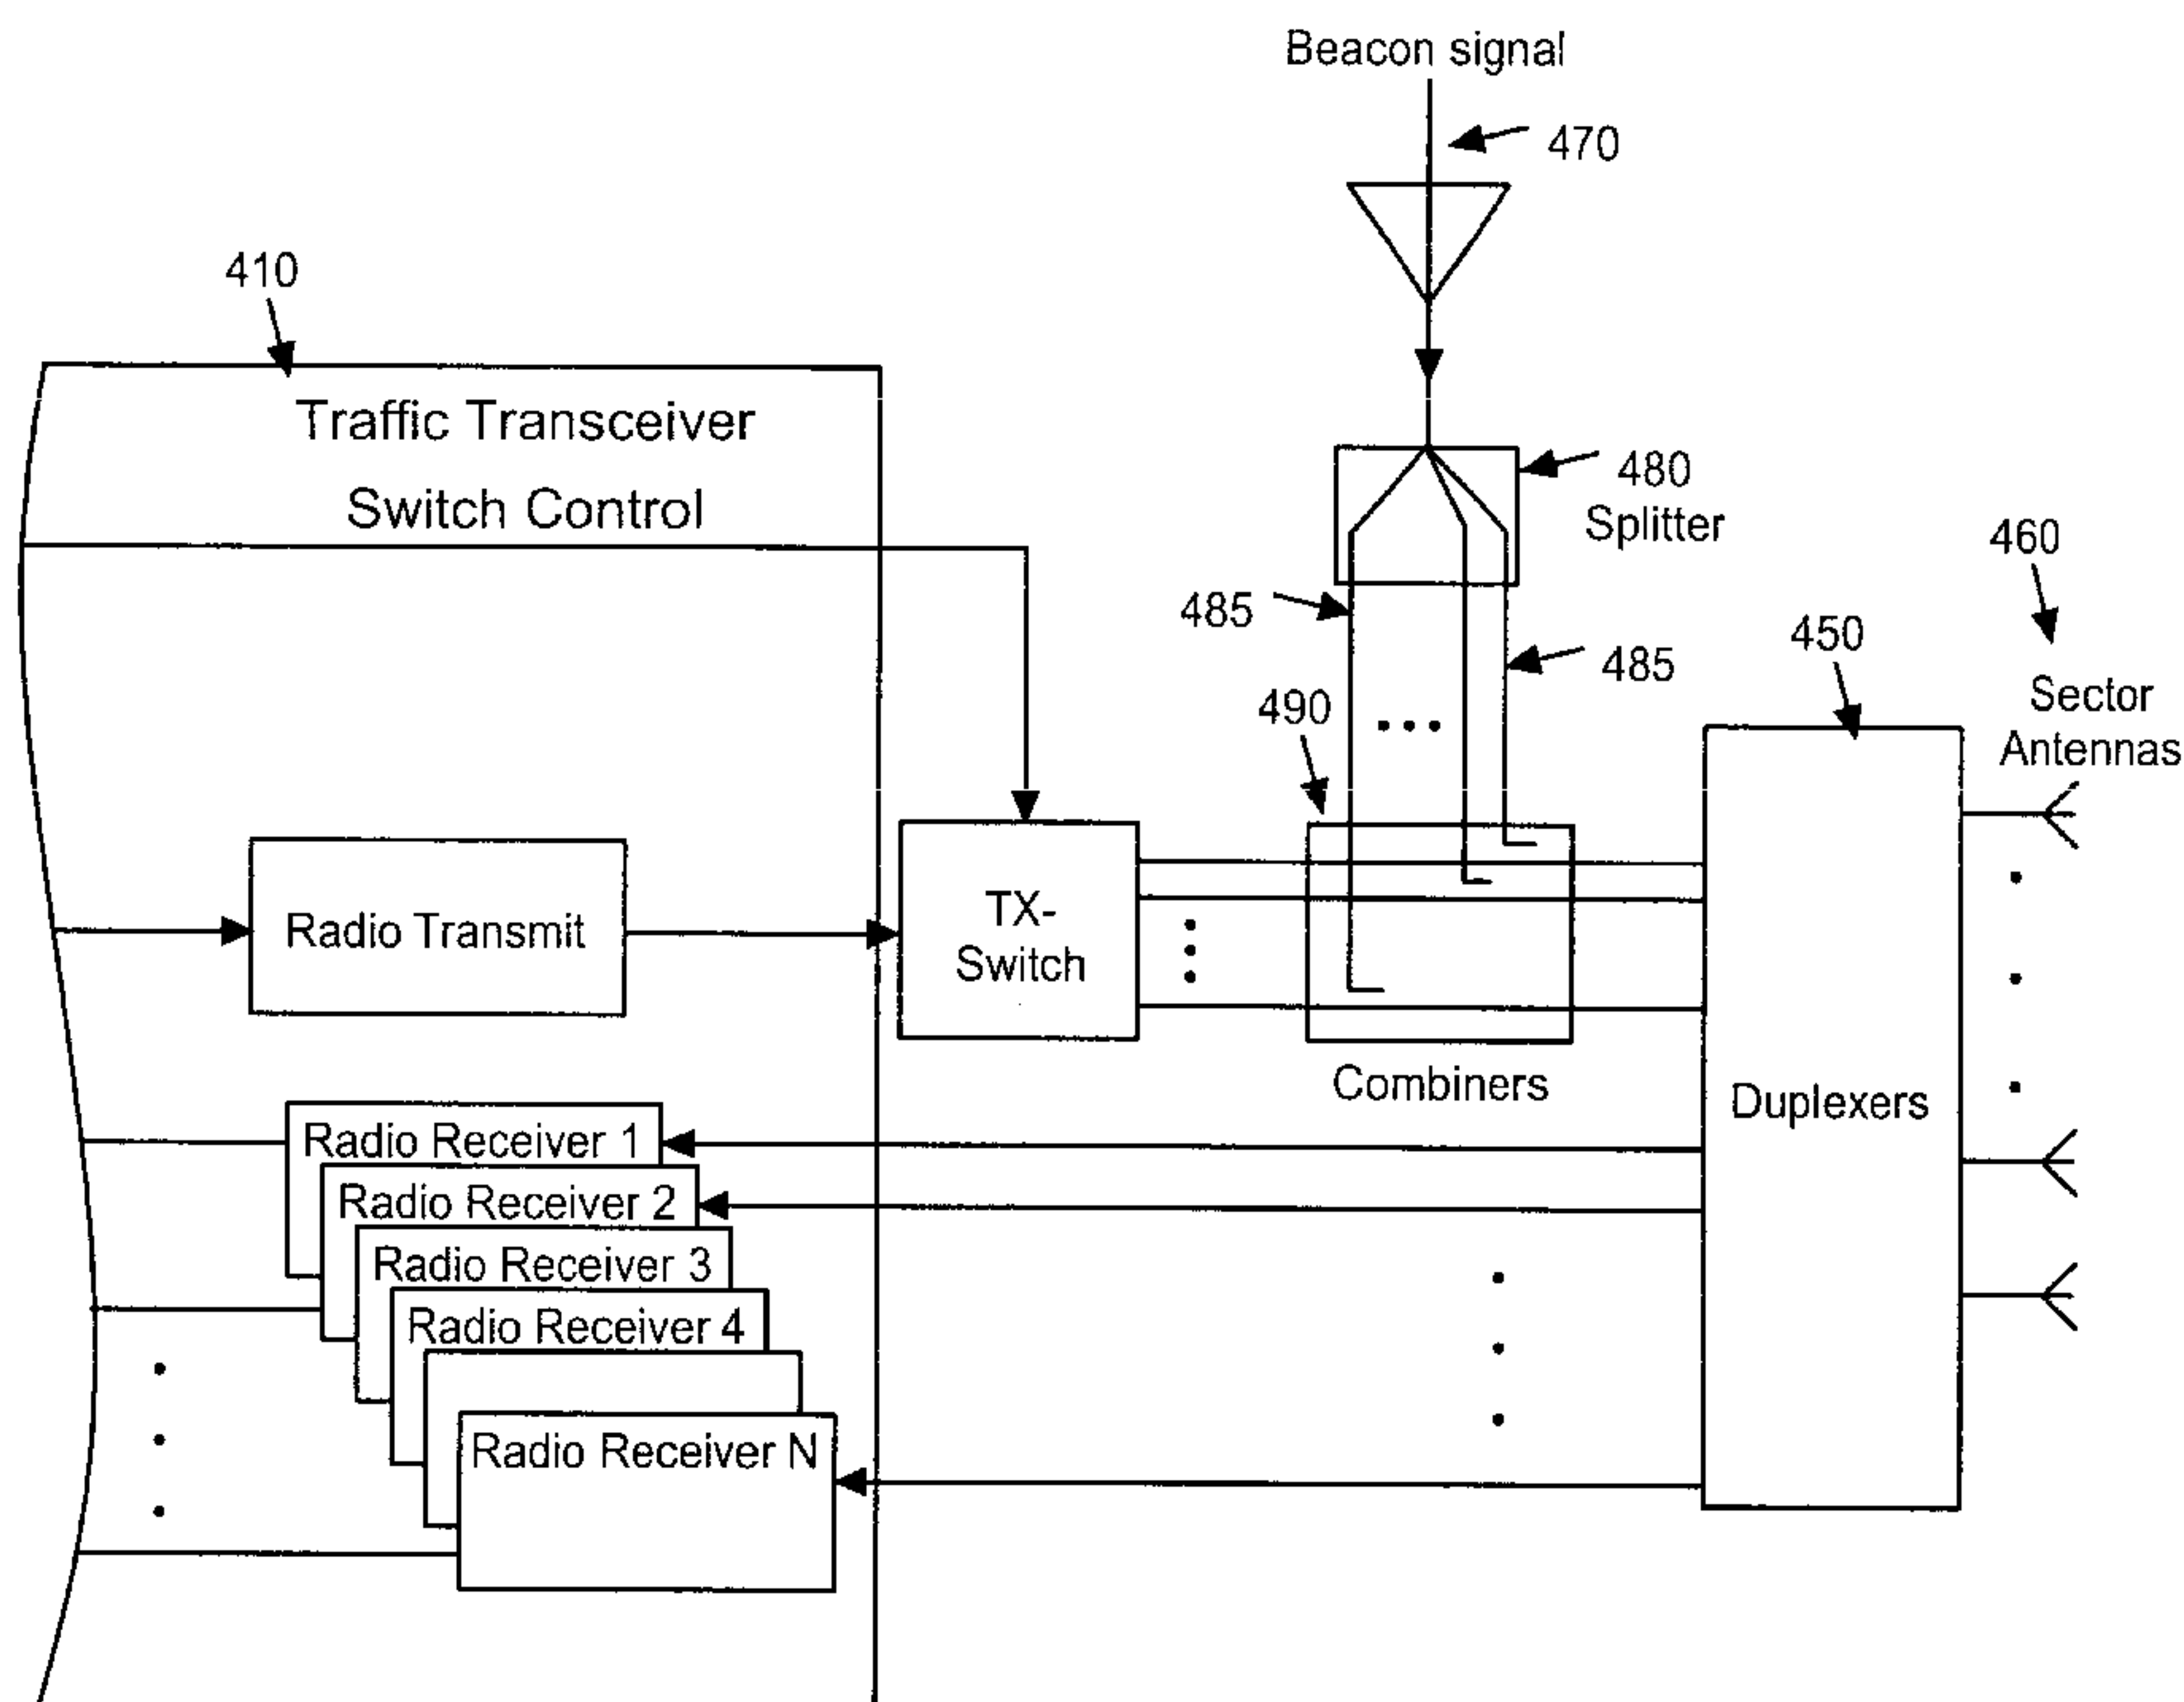 Beacon signal
470
410
Traffic Transceiver
Switch Control
480
Splitter
460
485
450
485
490
Sector
Antennas
Radio Transmit
TX-
Switch
Combiners
Duplexers
Radio Receiver 1
Radio Receiver 2
Radio Receiver 3
Radio Receiver 4
Radio Receiver N